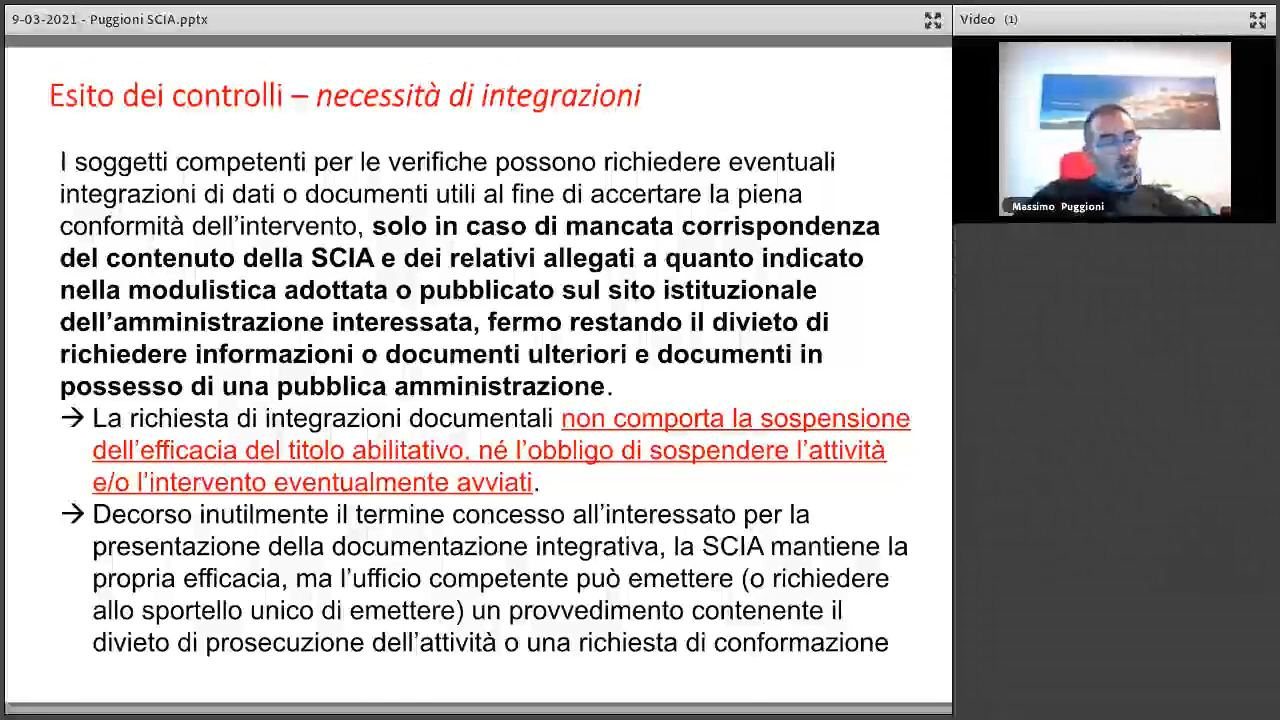 9-03-2021 - Puggioni SCIA.pptx
Video (1)
Massimo Puggioni
Esito dei controlli – necessità di integrazioni
I soggetti competenti per le verifiche possono richiedere eventuali
integrazioni di dati o documenti utili al fine di accertare la piena
conformità dell’intervento, solo in caso di mancata corrispondenza
del contenuto della SCIA e dei relativi allegati a quanto indicato
nella modulistica adottata o pubblicato sul sito istituzionale
dell’amministrazione interessata, fermo restando il divieto di
richiedere informazioni o documenti ulteriori e documenti in
possesso di una pubblica amministrazione.
→ La richiesta di integrazioni documentali non comporta la sospensione
dell’efficacia del titolo abilitativo, né l’obbligo di sospendere l’attività
e/o l’intervento eventualmente avviati.
→ Decorso inutilmente il termine concesso all’interessato per la
presentazione della documentazione integrativa, la SCIA mantiene la
propria efficacia, ma l’ufficio competente può emettere (o richiedere
allo sportello unico di emettere) un provvedimento contenente il
divieto di prosecuzione dell’attività o una richiesta di conformazione